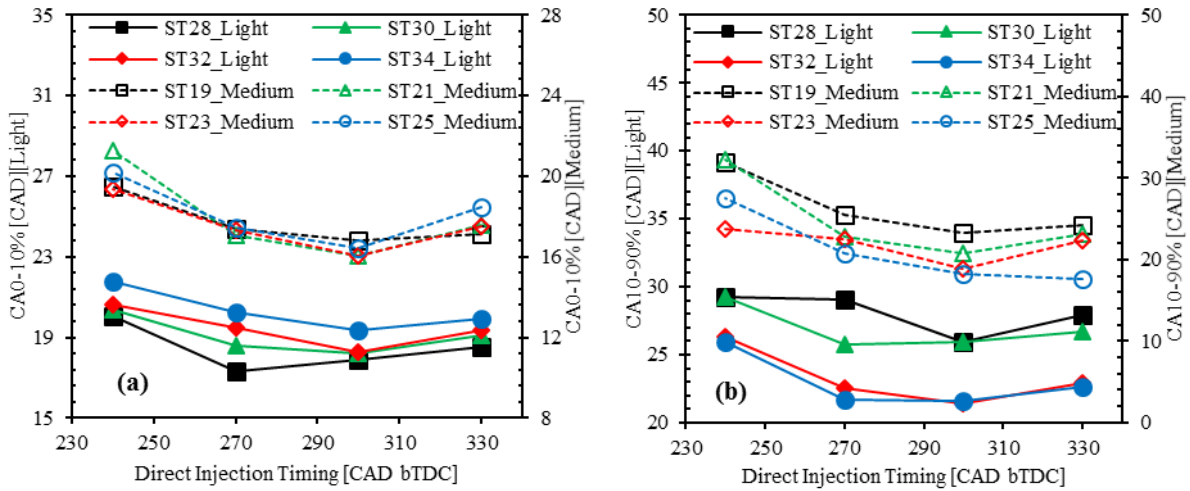 35
31
27
23
19
15
28
24
20
16
12
8
230
250
270
290
310
330
CA0-10% [CAD][Light]
CA0-10% [CAD][Medium]
Direct Injection Timing [CAD bTDC]
ST28_Light
ST30_Light
ST32_Light
ST34_Light
ST19_Medium
ST21_Medium
ST23_Medium
ST25_Medium
(a)
50
45
40
35
30
25
20
50
40
30
20
10
0
230
250
270
290
310
330
CA10-90% [CAD][Light]
CA10-90% [CAD][Medium]
Direct Injection Timing [CAD bTDC]
ST28_Light
ST30_Light
ST32_Light
ST34_Light
ST19_Medium
ST21_Medium
ST23_Medium
ST25_Medium
(b)